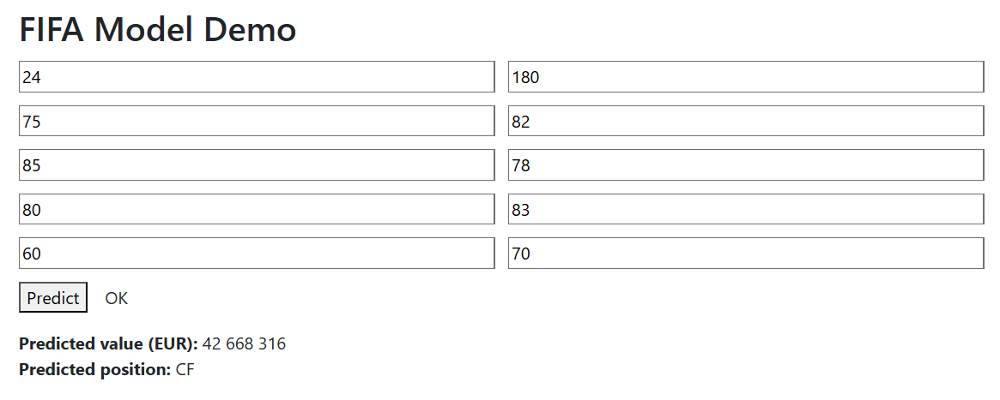 FIFA Model Demo
24 180
75 82
85 78
80 83
60 70
Predict OK
Predicted value (EUR): 42 668 316
Predicted position: CF